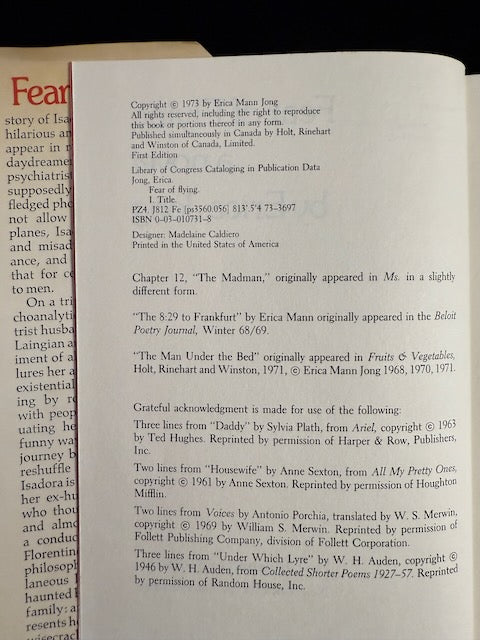 Fear
story of Isa
hilarious an
appear in
daydreame
psychiatrist
supposedly
fledged
not allow
planes, Isa
and misad
ance, and
that for
to men.
On a tri
choanalyti
trist husba
Laingian a
iment of a
lures her a
existential
ing by
with peop
uating he
funny wa
journey b
reshuffle
Isadora is
her ex-hu
who thou
and almo
a conduc
Florentin
philosoph
laneous
haunted
family: a
resents h
wisecrac
Copyright © 1973 by Erica Mann Jong
All rights reserved, including the right to reproduce
this book or portions thereof in any form.
Published simultaneously in Canada by Holt, Rinehart
and Winston of Canada, Limited.
First Edition
Library of Congress Cataloging in Publication Data
Jong, Erica.
Fear of flying.
I. Title.
PZ4. J812 Fe [ps3560.056] 813'.5'4 73–3697
ISBN 0–03–010731–8
Designer: Madelaine Caldiero
Printed in the United States of America
Chapter 12, "The Madman," originally appeared in Ms. in a slightly
different form.
"The 8:29 to Frankfurt" by Erica Mann originally appeared in the Beloit
Poetry Journal, Winter 68/69.
"The Man Under the Bed" originally appeared in Fruits & Vegetables,
Holt, Rinehart and Winston, 1971, © Erica Mann Jong 1968, 1970, 1971.
Grateful acknowledgment is made for use of the following:
Three lines from "Daddy" by Sylvia Plath, from Ariel, copyright © 1963
by Ted Hughes. Reprinted by permission of Harper & Row, Publishers,
Inc.
Two lines from "Housewife" by Anne Sexton, from All My Pretty Ones,
copyright © 1961 by Anne Sexton. Reprinted by permission of Houghton
Mifflin.
Two lines from Voices by Antonio Porchia, translated by W. S. Merwin,
copyright © 1969 by William S. Merwin. Reprinted by permission of
Follett Publishing Company, division of Follett Corporation.
Three lines from "Under Which Lyre" by W. H. Auden, copyright ©
1946 by W. H. Auden, from Collected Shorter Poems 1927–57. Reprinted
by permission of Random House, Inc.